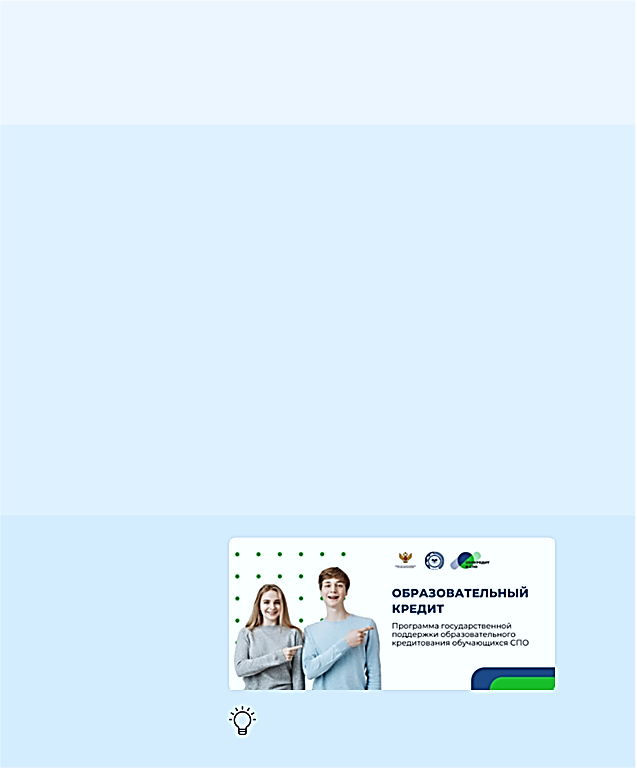 ОБРАЗОВАТЕЛЬНЫЙ
КРЕДИТ
Программа государственной
поддержки образовательного
кредитования обучающихся СПО